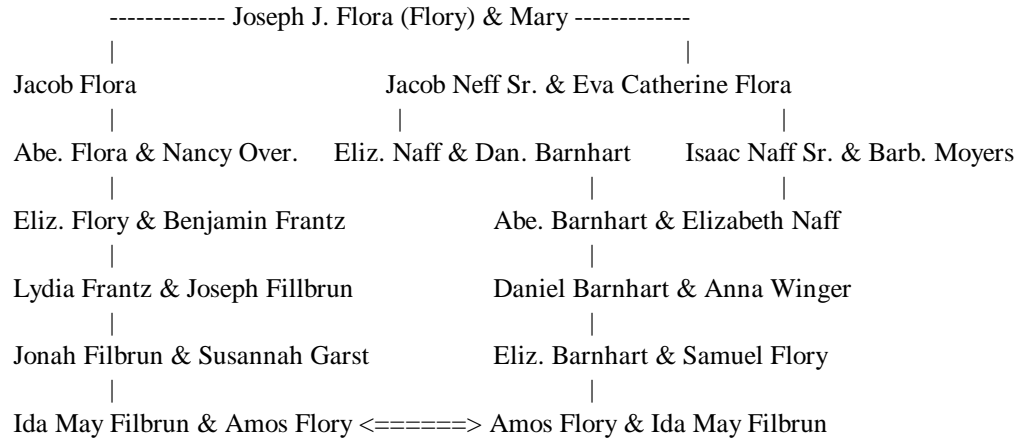 ------------- Joseph J. Flora (Flory) & Mary -------------
| |
Jacob Flora Jacob Neff Sr. & Eva Catherine Flora
| | |
Abe. Flora & Nancy Over. Eliz. Naff & Dan. Barnhart Isaac Naff Sr. & Barb. Moyers
| | |
Eliz. Flory & Benjamin Frantz Abe. Barnhart & Elizabeth Naff
| |
Lydia Frantz & Joseph Fillbrun Daniel Barnhart & Anna Winger
| |
Jonah Filbrun & Susannah Garst Eliz. Barnhart & Samuel Flory
| |
Ida May Filbrun & Amos Flory <======> Amos Flory & Ida May Filbrun